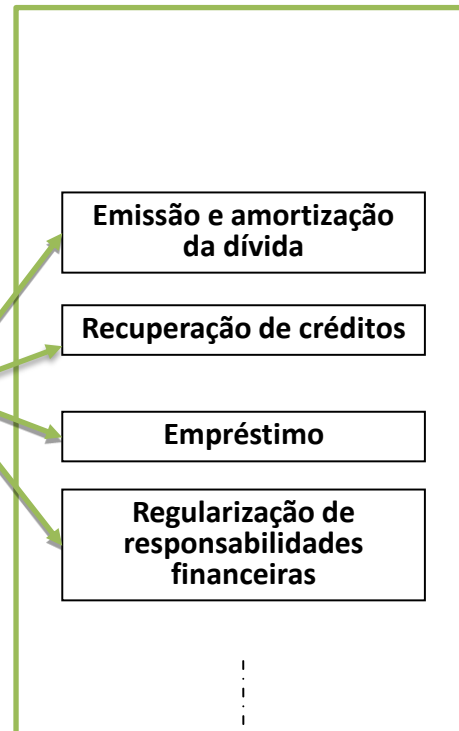 Emissão e amortização
da dívida
Recuperação de créditos
Empréstimo
Regularização de
responsabilidades
financeiras